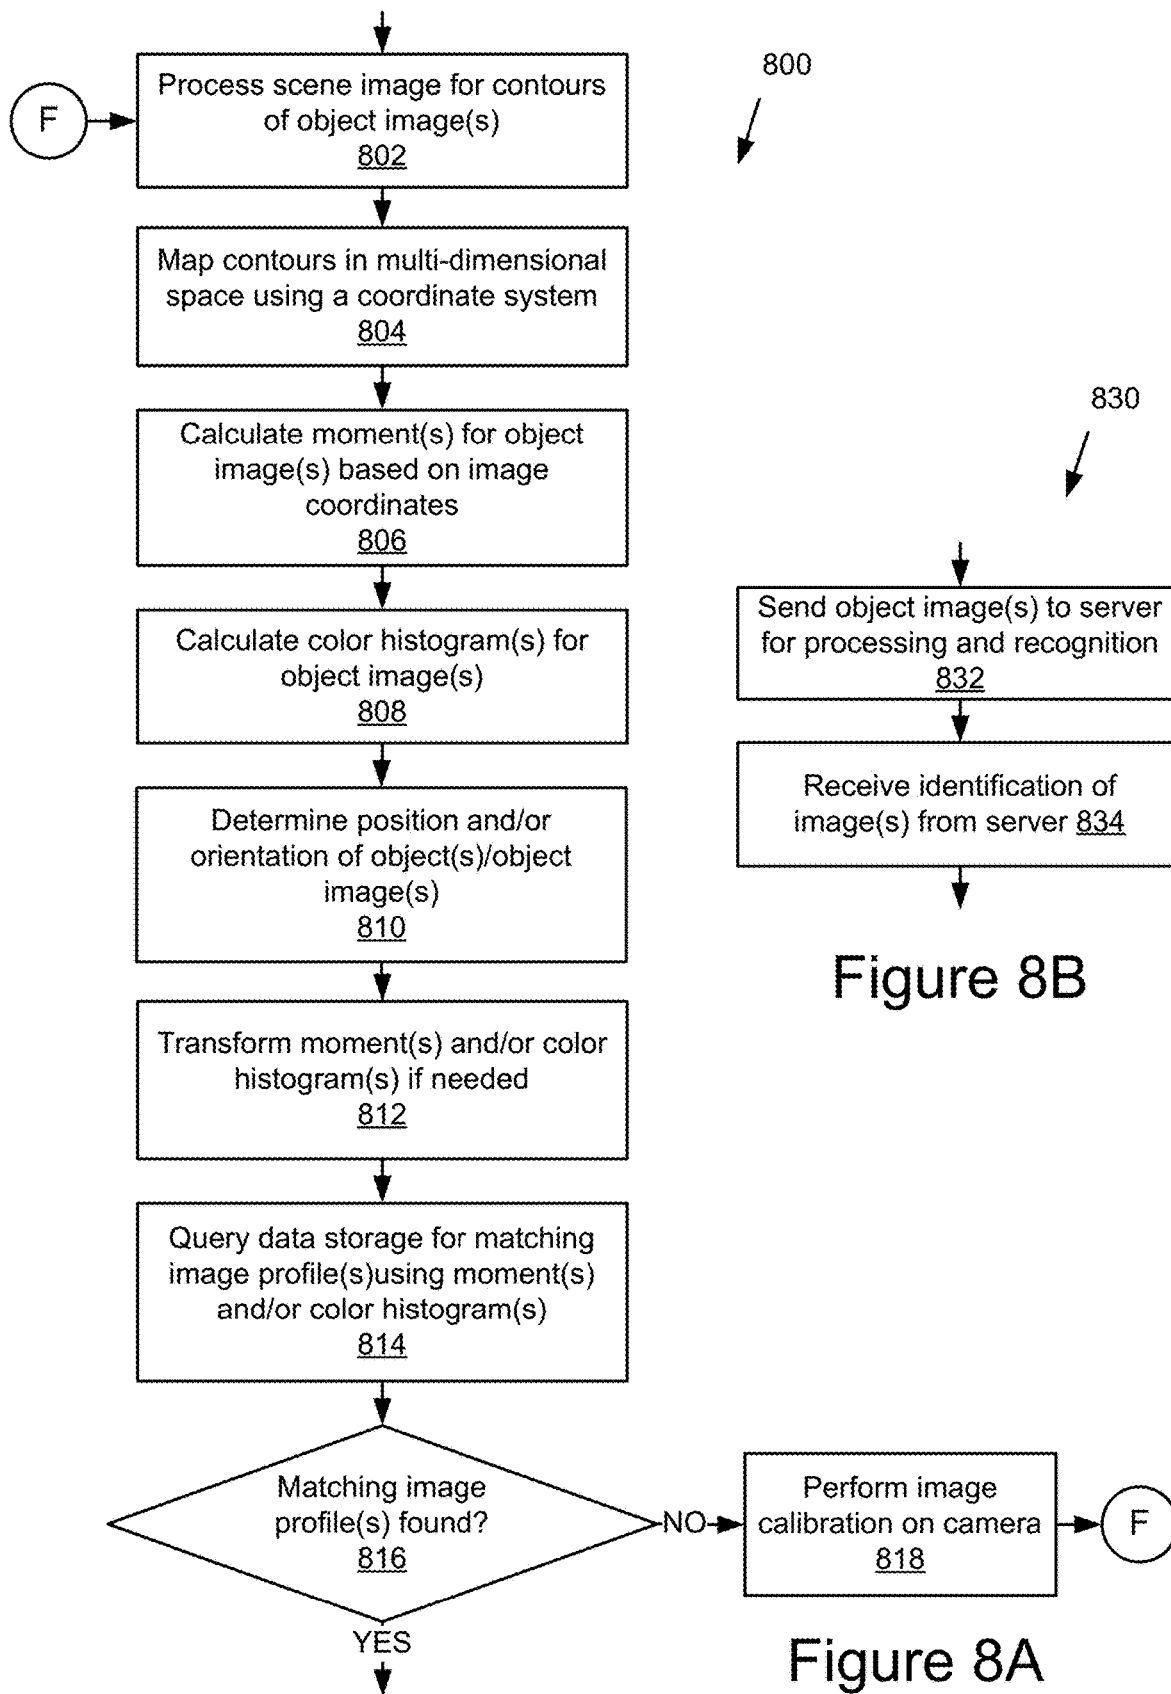 800
F
Process scene image for contours
of object image(s)
802
Map contours in multi-dimensional
space using a coordinate system
804
Calculate moment(s) for object
image(s) based on image
coordinates
806
Calculate color histogram(s) for
object image(s)
808
Determine position and/or
orientation of object(s)/object
image(s)
810
Transform moment(s) and/or color
histogram(s) if needed
812
Query data storage for matching
image profile(s)using moment(s)
and/or color histogram(s)
814
Matching image
profile(s) found?
816
NO
Perform image
calibration on camera
818
F
YES
Figure 8A
830
Send object image(s) to server
for processing and recognition
832
Receive identification of
image(s) from server 834
Figure 8B